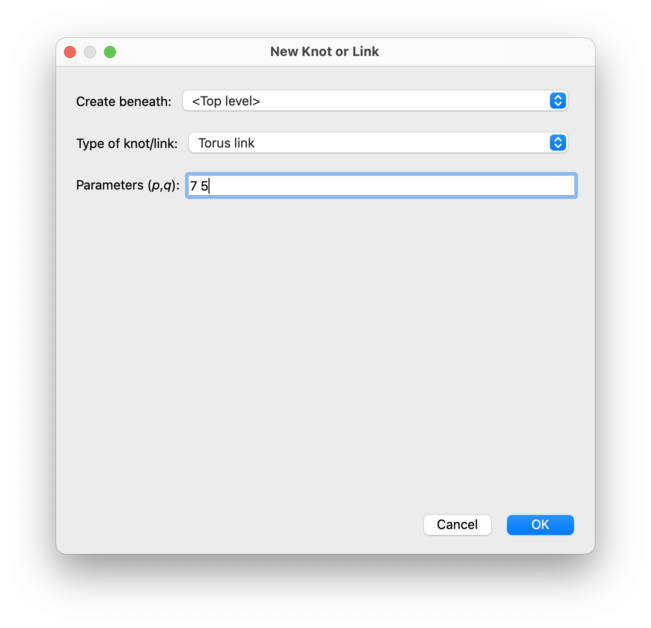 New Knot or Link
Create beneath: <Top level>
Type of knot/link: Torus link
Parameters (p,q): 7 5
Cancel OK